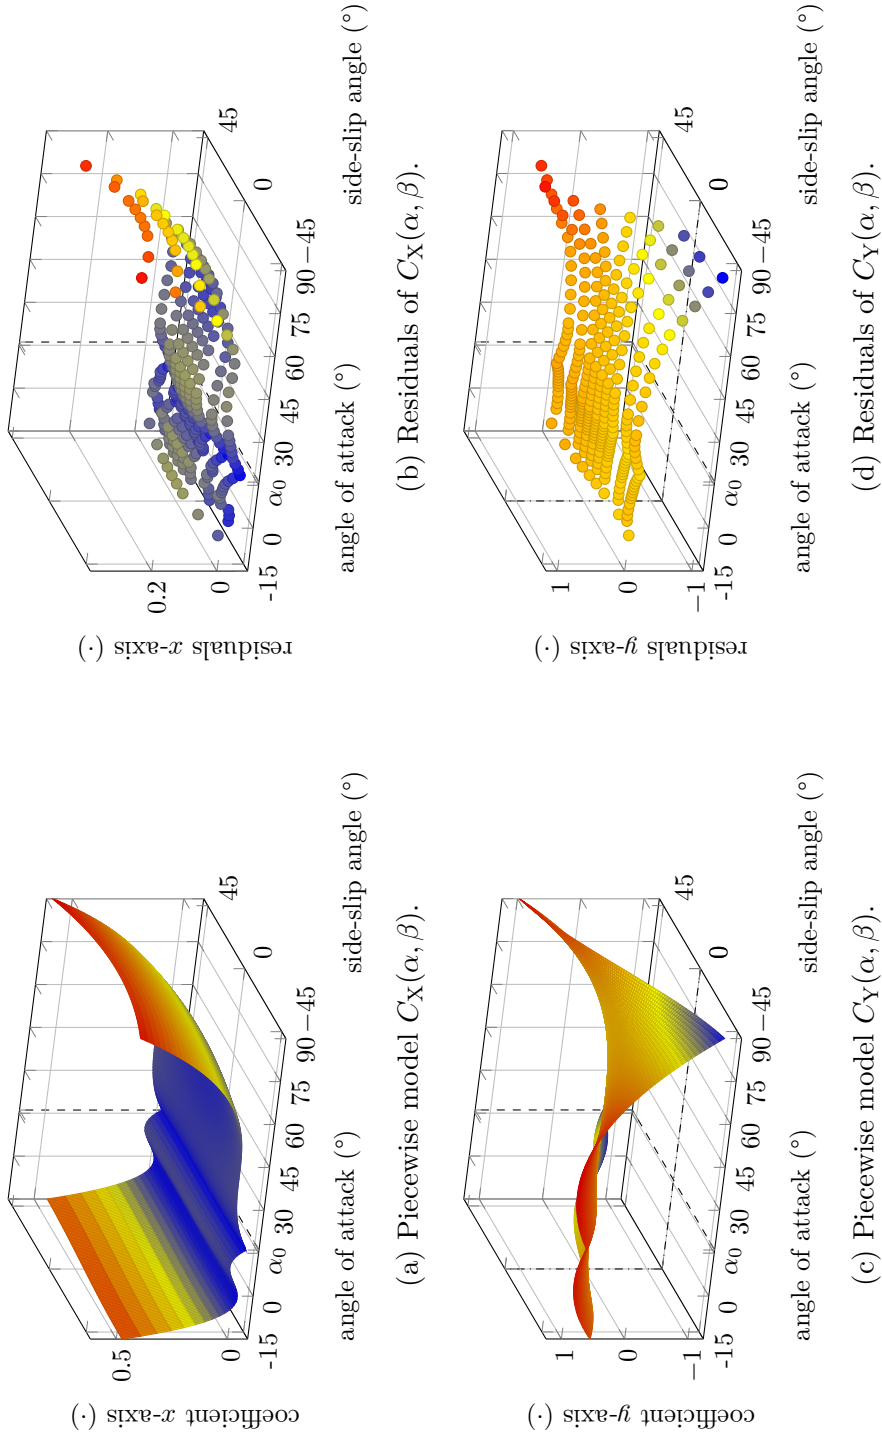 0.5
0
-15
0
α₀
30
45
60
75
90
−45
0
45
coefficient x-axis (·)
angle of attack (°)
side-slip angle (°)
(a) Piecewise model C_X(α, β).
0.2
0
-15
0
α₀
30
45
60
75
90
−45
0
45
residuals x-axis (·)
angle of attack (°)
side-slip angle (°)
(b) Residuals of C_X(α, β).
1
0
−1
-15
0
α₀
30
45
60
75
90
−45
0
45
coefficient y-axis (·)
angle of attack (°)
side-slip angle (°)
(c) Piecewise model C_Y(α, β).
1
0
−1
-15
0
α₀
30
45
60
75
90
−45
0
45
residuals y-axis (·)
angle of attack (°)
side-slip angle (°)
(d) Residuals of C_Y(α, β).